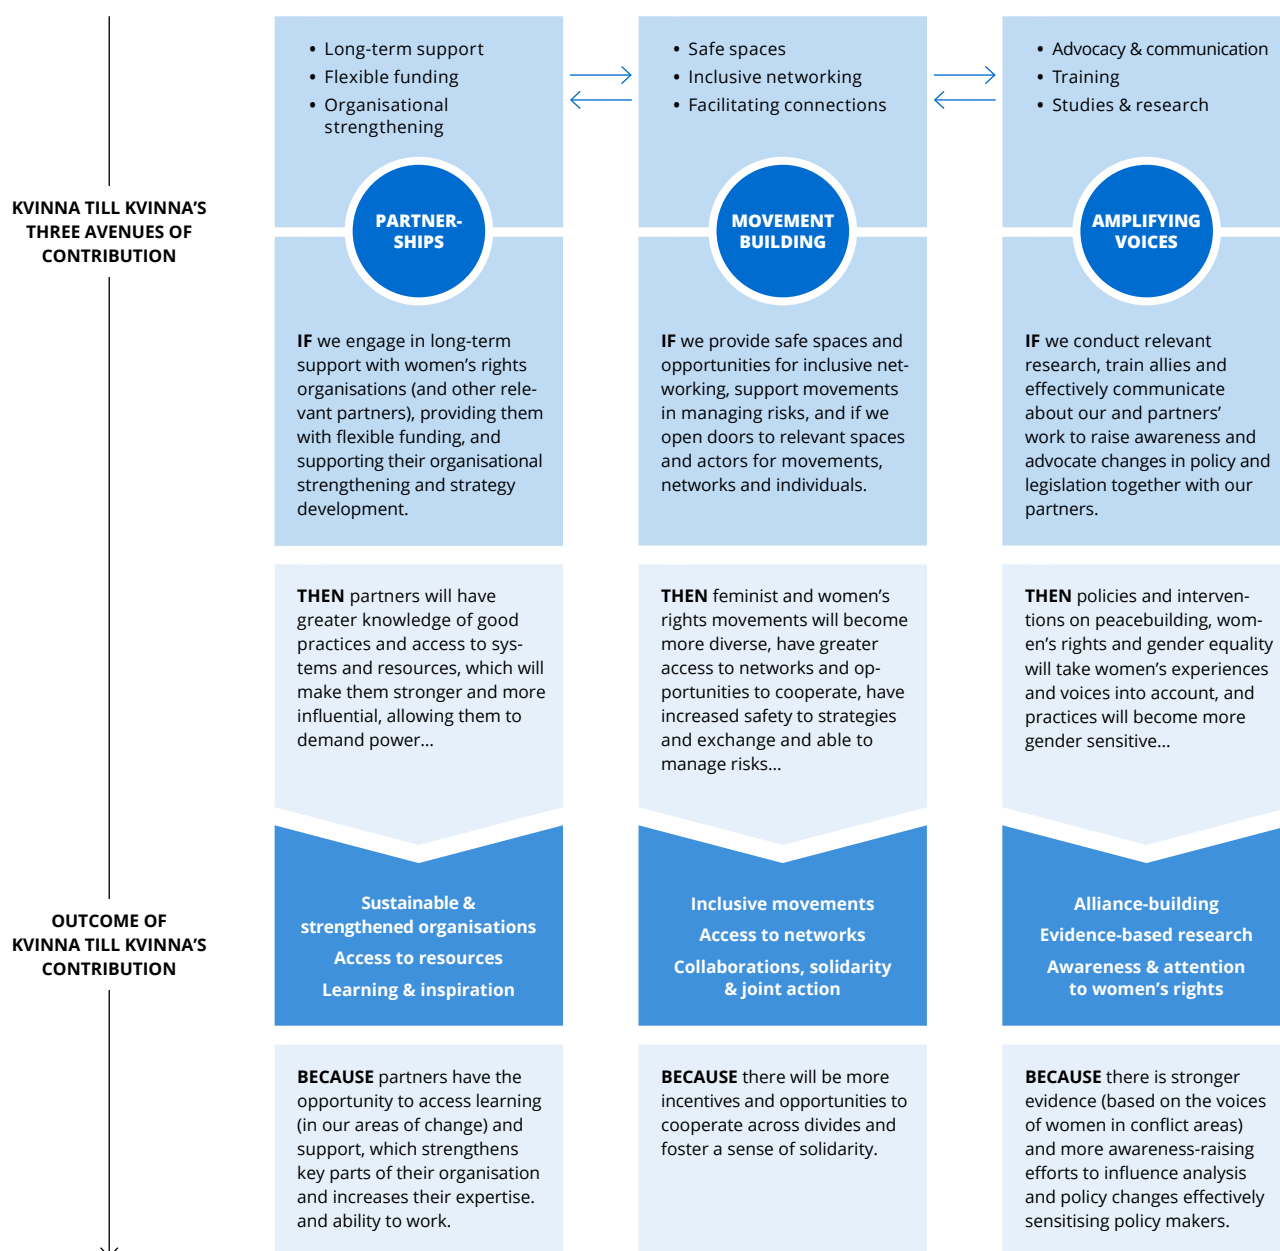 • Long-term support
• Flexible funding
• Organisational
strengthening
• Safe spaces
• Inclusive networking
• Facilitating connections
• Advocacy & communication
• Training
• Studies & research
KVINNA TILL KVINNA’S
THREE AVENUES OF
CONTRIBUTION
PARTNER-
SHIPS
MOVEMENT
BUILDING
AMPLIFYING
VOICES
IF we engage in long-term
support with women’s rights
organisations (and other rele-
vant partners), providing them
with flexible funding, and
supporting their organisational
strengthening and strategy
development.
IF we provide safe spaces and
opportunities for inclusive net-
working, support movements
in managing risks, and if we
open doors to relevant spaces
and actors for movements,
networks and individuals.
IF we conduct relevant
research, train allies and
effectively communicate
about our and partners’
work to raise awareness and
advocate changes in policy and
legislation together with our
partners.
THEN partners will have
greater knowledge of good
practices and access to sys-
tems and resources, which will
make them stronger and more
influential, allowing them to
demand power…
THEN feminist and women’s
rights movements will become
more diverse, have greater
access to networks and op-
portunities to cooperate, have
increased safety to strategies
and exchange and able to
manage risks…
THEN policies and interven-
tions on peacebuilding, wom-
en’s rights and gender equality
will take women’s experiences
and voices into account, and
practices will become more
gender sensitive…
OUTCOME OF
KVINNA TILL KVINNA’S
CONTRIBUTION
Sustainable &
strengthened organisations
Access to resources
Learning & inspiration
Inclusive movements
Access to networks
Collaborations, solidarity
& joint action
Alliance-building
Evidence-based research
Awareness & attention
to women’s rights
BECAUSE partners have the
opportunity to access learning
(in our areas of change) and
support, which strengthens
key parts of their organisation
and increases their expertise.
and ability to work.
BECAUSE there will be more
incentives and opportunities to
cooperate across divides and
foster a sense of solidarity.
BECAUSE there is stronger
evidence (based on the voices
of women in conflict areas)
and more awareness-raising
efforts to influence analysis
and policy changes effectively
sensitising policy makers.